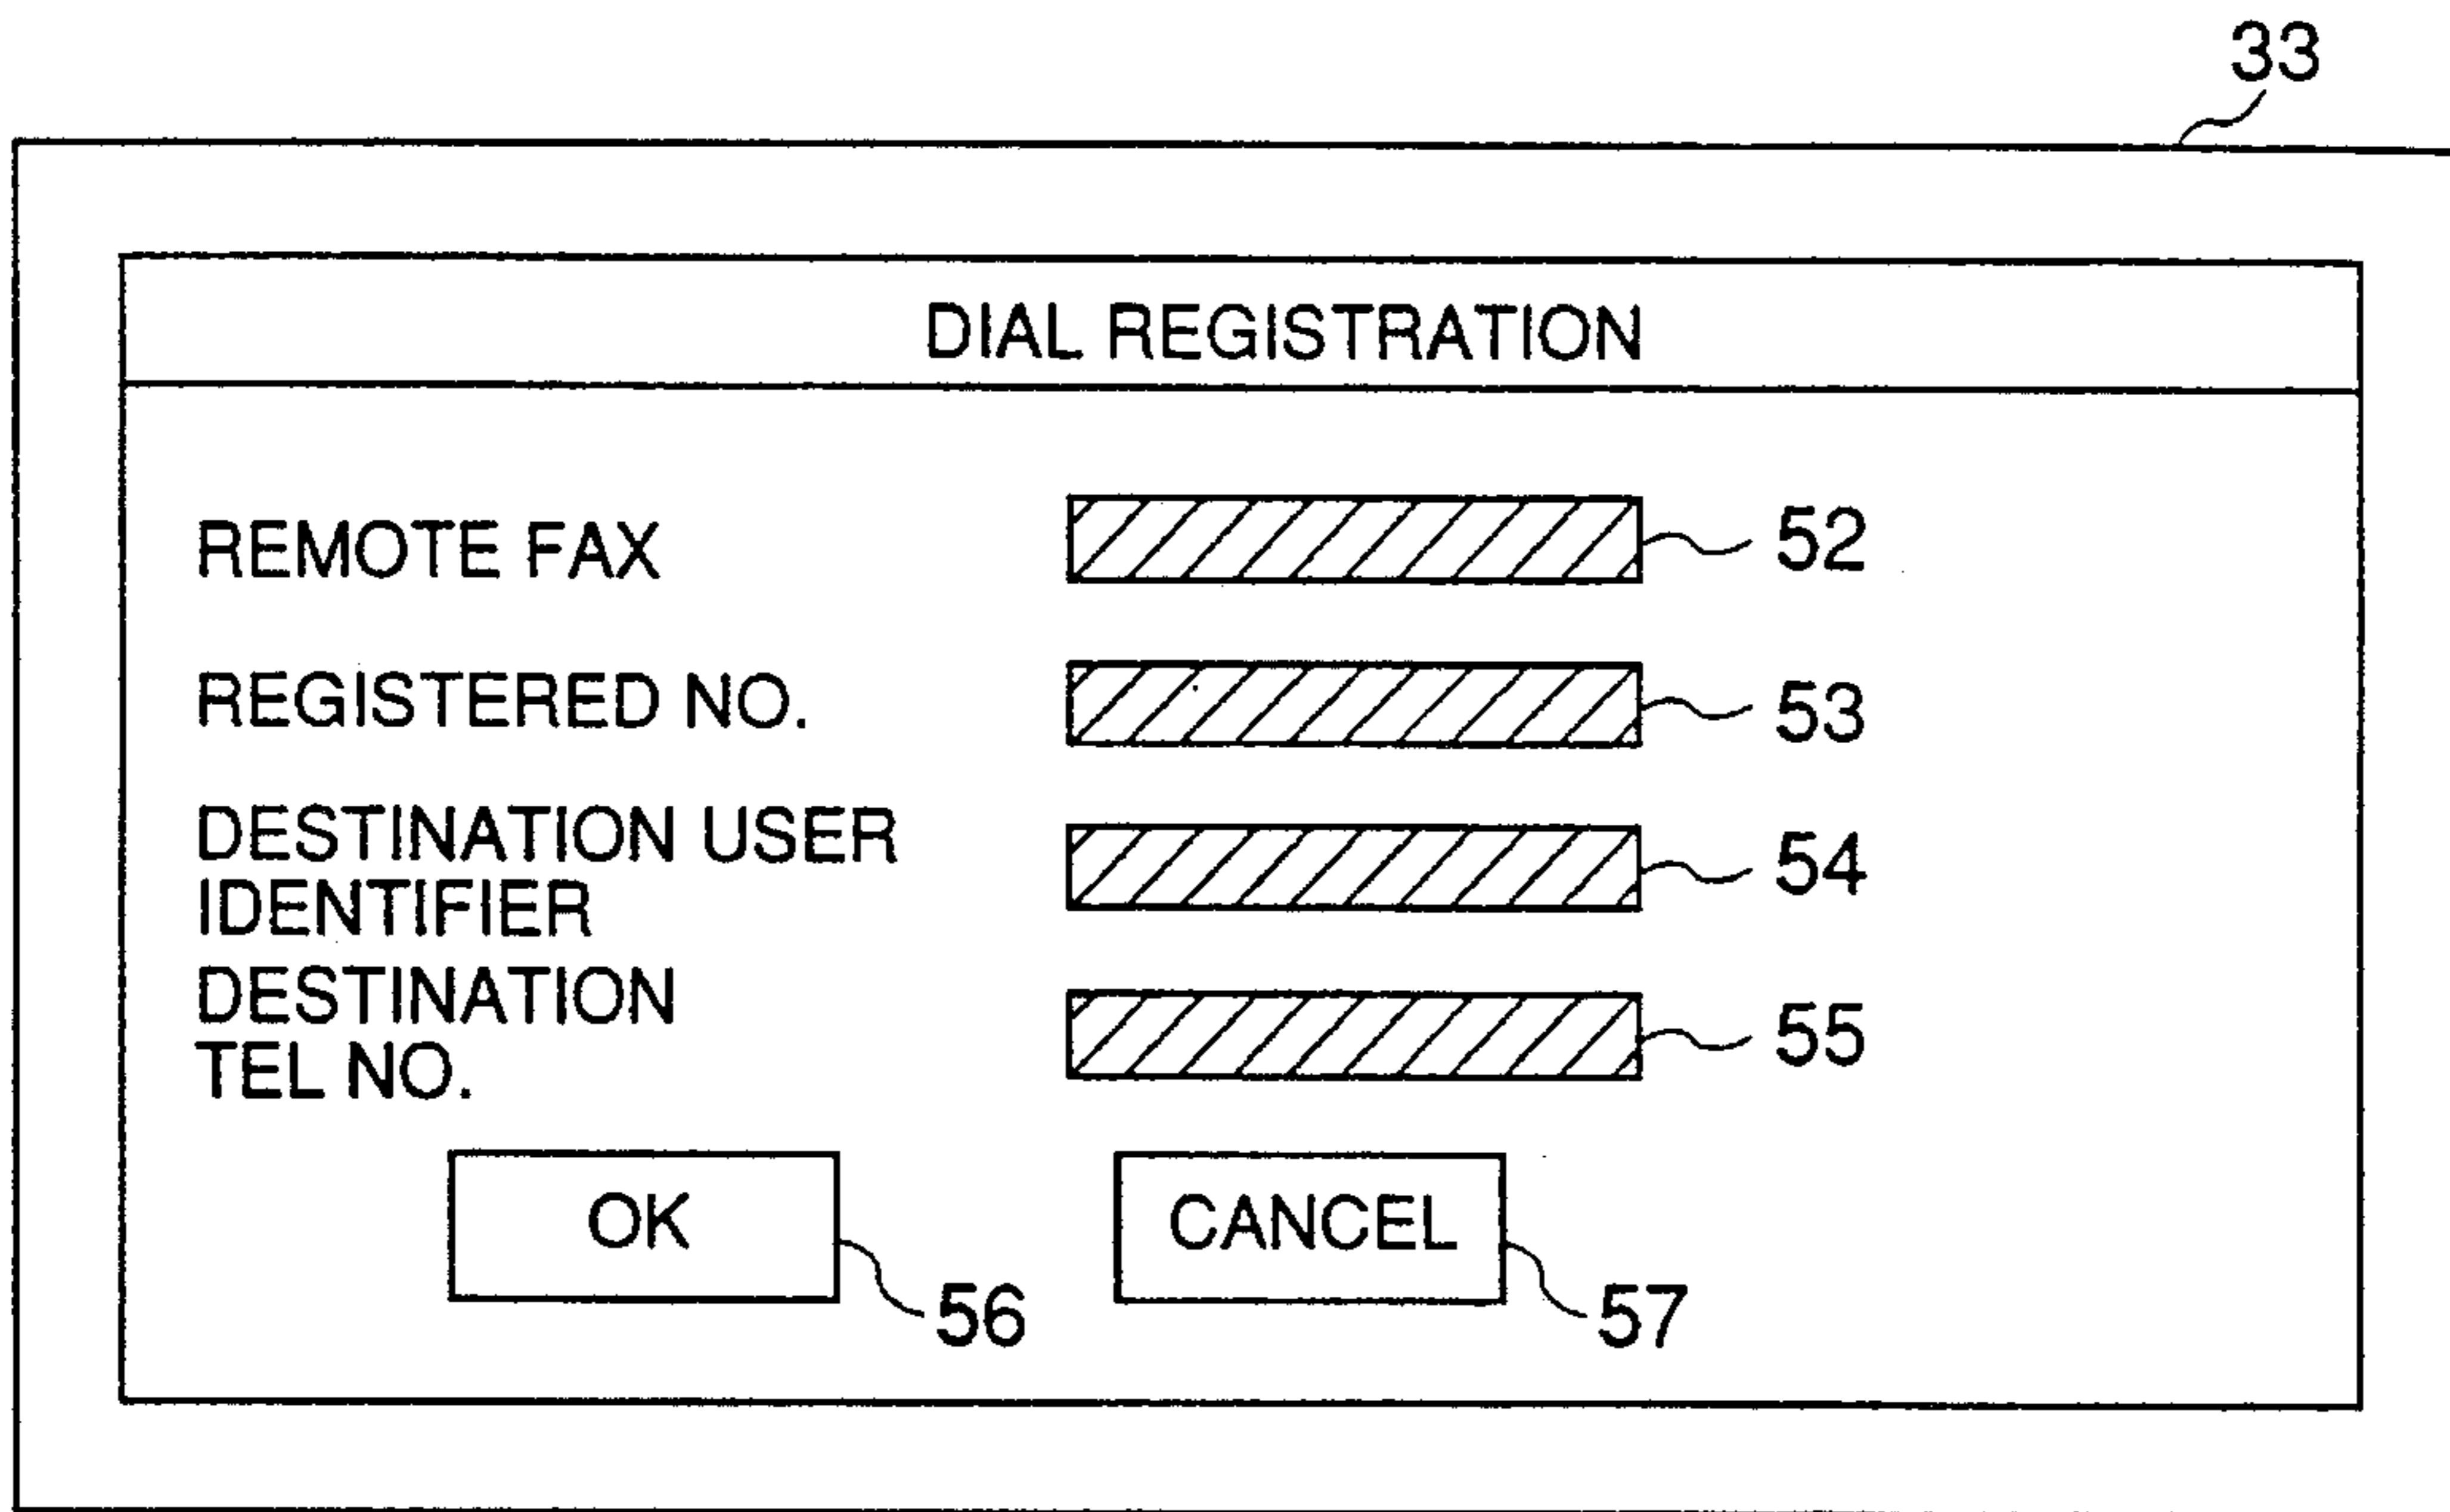 33
DIAL REGISTRATION
REMOTE FAX 52
REGISTERED NO. 53
DESTINATION USER
IDENTIFIER 54
DESTINATION
TEL NO. 55
OK 56
CANCEL 57